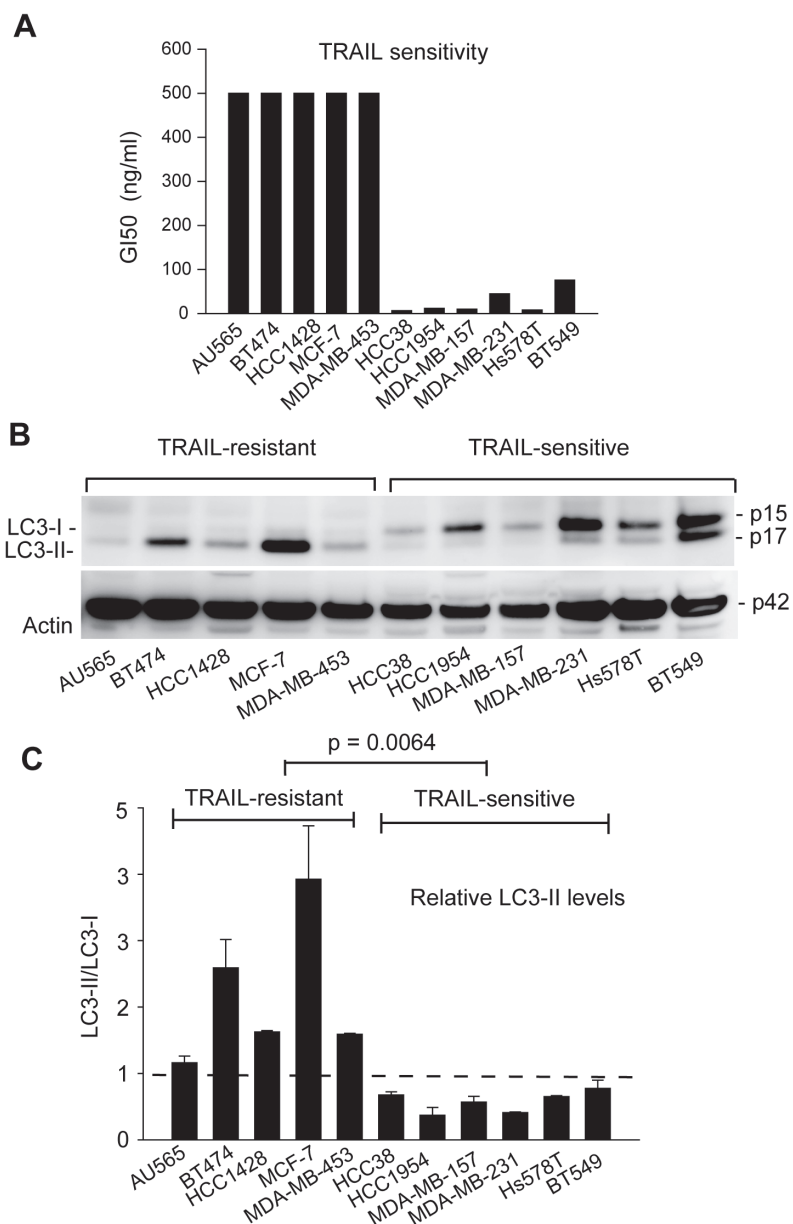 A
TRAIL sensitivity
GI50 (ng/ml)
600
500
400
300
200
100
0
AU565
BT474
HCC1428
MCF-7
MDA-MB-453
HCC38
HCC1954
MDA-MB-157
MDA-MB-231
Hs578T
BT549
B
TRAIL-resistant
TRAIL-sensitive
LC3-I -
LC3-II-
- p15
- p17
Actin
- p42
AU565
BT474
HCC1428
MCF-7
MDA-MB-453
HCC38
HCC1954
MDA-MB-157
MDA-MB-231
Hs578T
BT549
C
p = 0.0064
TRAIL-resistant
TRAIL-sensitive
Relative LC3-II levels
LC3-II/LC3-I
5
3
3
2
1
0
AU565
BT474
HCC1428
MCF-7
MDA-MB-453
HCC38
HCC1954
MDA-MB-157
MDA-MB-231
Hs578T
BT549